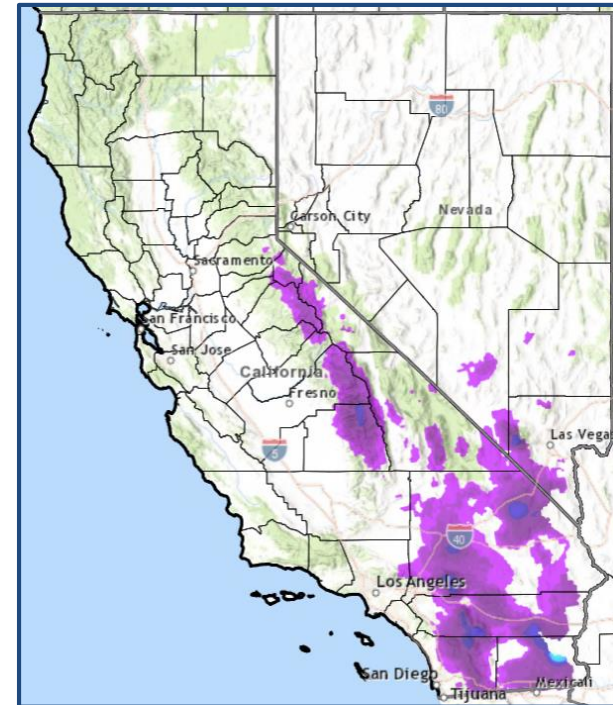 80
Carson City
Nevada
Sacramento
San Francisco
San Jose
California
Fresno
5
Las Vegas
40
Los Angeles
San Diego
Mexicali
Tijuana